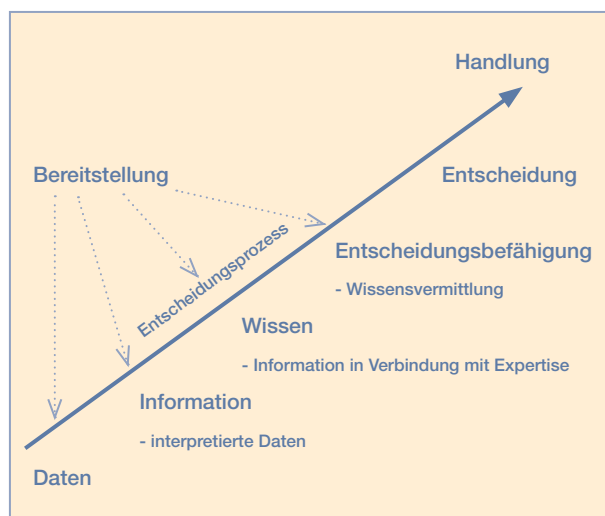 Handlung
Bereitstellung
Entscheidung
Entscheidungsprozess
Entscheidungsbefähigung
- Wissensvermittlung
Wissen
- Information in Verbindung mit Expertise
Information
- interpretierte Daten
Daten